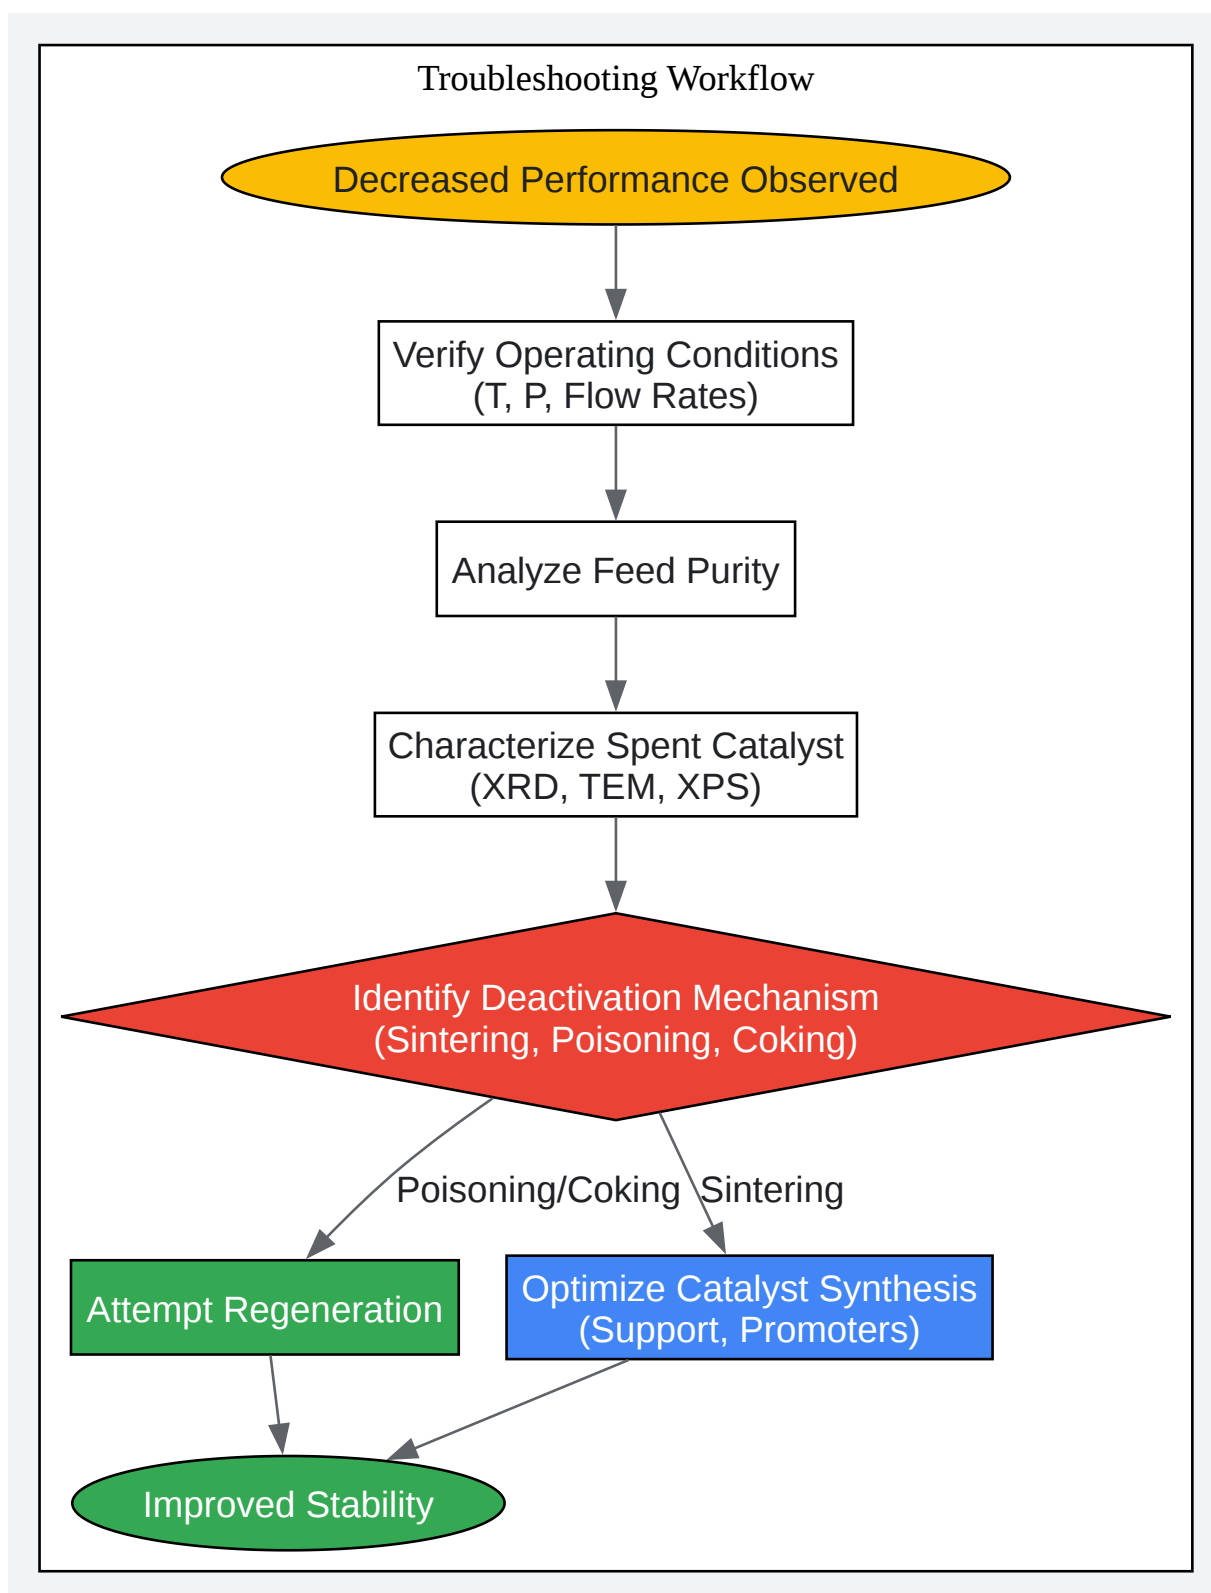 Troubleshooting Workflow
Decreased Performance Observed
Verify Operating Conditions
(T, P, Flow Rates)
Analyze Feed Purity
Characterize Spent Catalyst
(XRD, TEM, XPS)
Identify Deactivation Mechanism
(Sintering, Poisoning, Coking)
Poisoning/Coking
Sintering
Attempt Regeneration
Optimize Catalyst Synthesis
(Support, Promoters)
Improved Stability